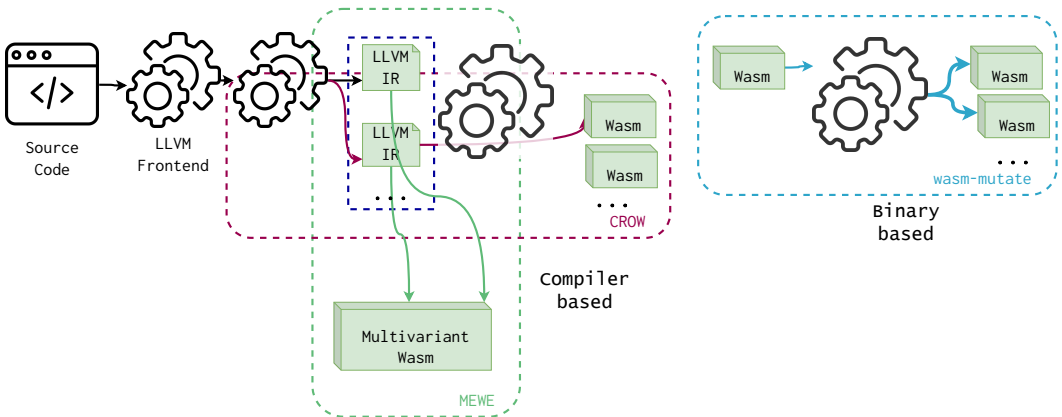 </>
Source
Code
LLVM
Frontend
LLVM
IR
LLVM
IR
...
Wasm
Wasm
...
CROW
Compiler
based
Multivariant
Wasm
MEWE
Wasm
Wasm
Wasm
...
wasm-mutate
Binary
based